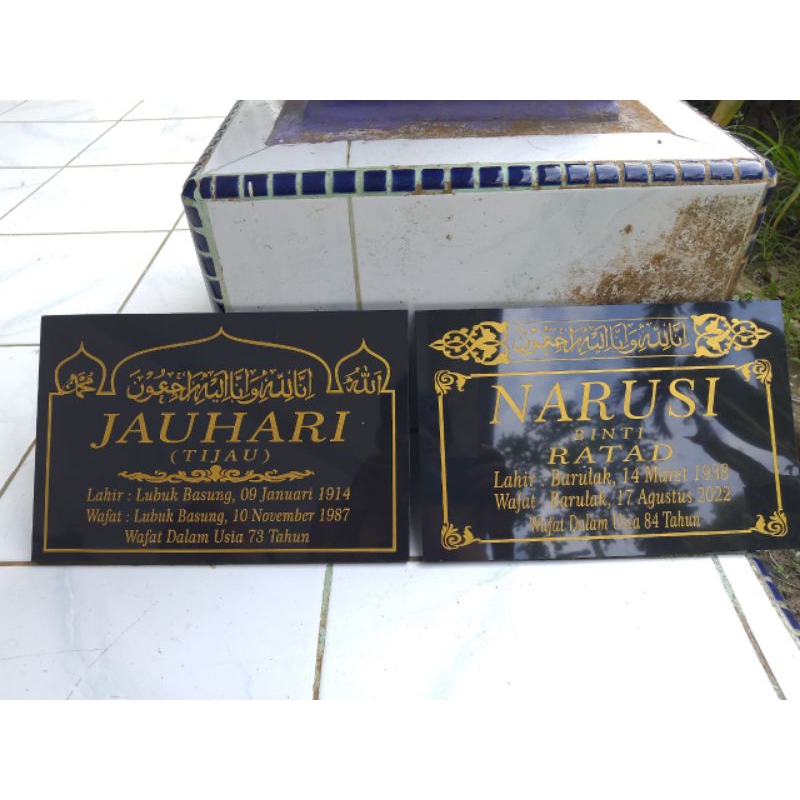 محمد
إنا لله وإنا إليه راجعون
الله
JAUHARI
(TIJAU)
Lahir : Lubuk Basung, 09 Januari 1914
Wafat : Lubuk Basung, 10 November 1987
Wafat Dalam Usia 73 Tahun
إنا لله وإنا إليه راجعون
NARUSI
BINTI
RATAD
Lahir : Barulak, 14 Maret 1938
Wafat : Barulak, 17 Agustus 2022
Wafat Dalam Usia 84 Tahun